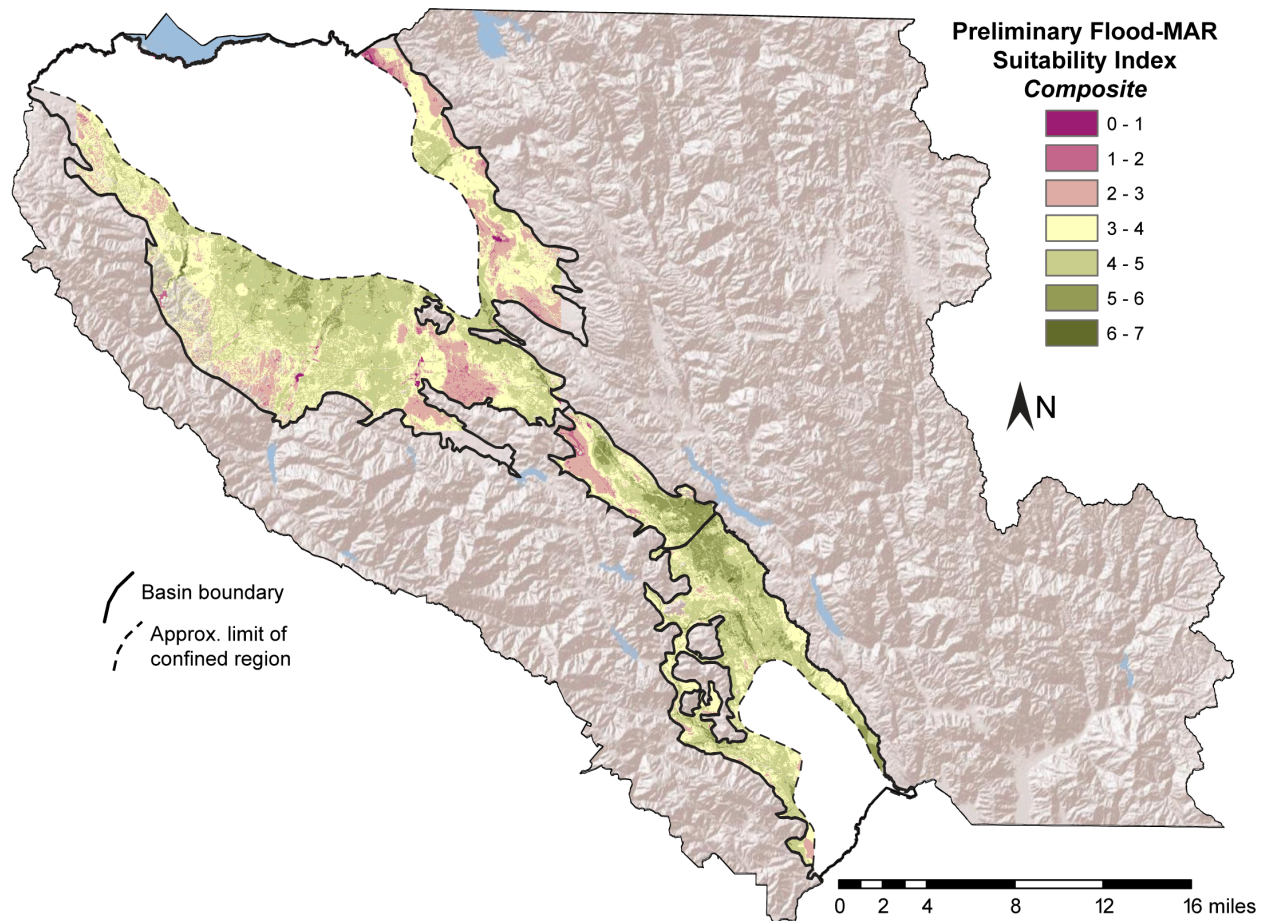 Preliminary Flood-MAR
Suitability Index
Composite
0 - 1
1 - 2
2 - 3
3 - 4
4 - 5
5 - 6
6 - 7
N
Basin boundary
Approx. limit of
confined region
0 2 4 8 12 16 miles